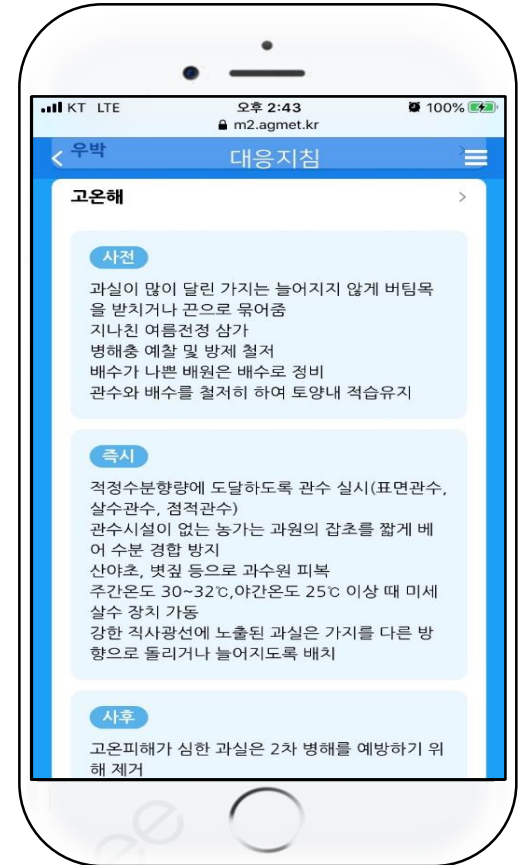 KT LTE 오후 2:43 100%
m2.agmet.kr
우박
대응지침
고온해
사전
과실이 많이 달린 가지는 늘어지지 않게 버팀목
을 받치거나 끈으로 묶어줌
지나친 여름전정 삼가
병해충 예찰 및 방제 철저
배수가 나쁜 배원은 배수로 정비
관수와 배수를 철저히 하여 토양내 적습유지
즉시
적정수분향량에 도달하도록 관수 실시(표면관수,
살수관수, 점적관수)
관수시설이 없는 농가는 과원의 잡초를 짧게 베
어 수분 경합 방지
산야초, 볏짚 등으로 과수원 피복
주간온도 30~32℃,야간온도 25℃ 이상 때 미세
살수 장치 가동
강한 직사광선에 노출된 과실은 가지를 다른 방
향으로 돌리거나 늘어지도록 배치
사후
고온피해가 심한 과실은 2차 병해를 예방하기 위
해 제거